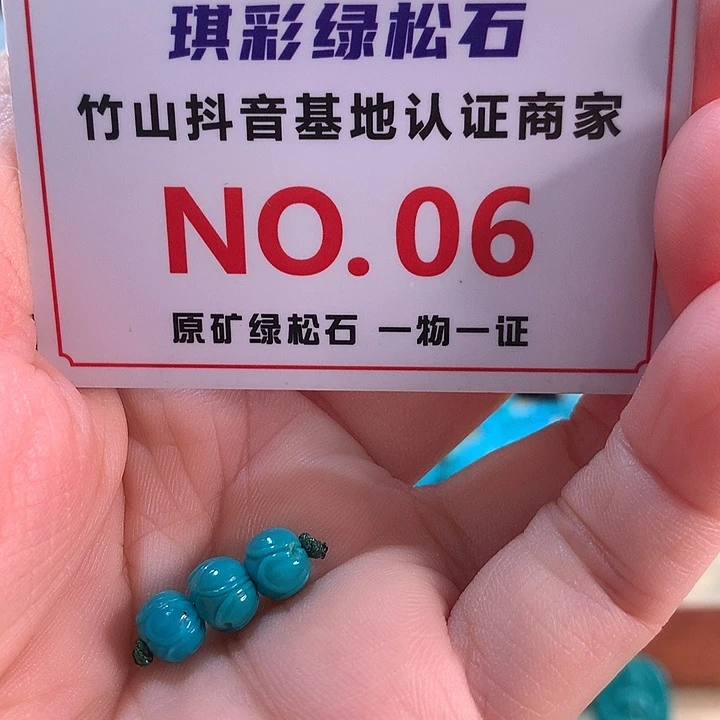 琪彩绿松石
竹山抖音基地认证商家
NO. 06
原矿绿松石 一物一证